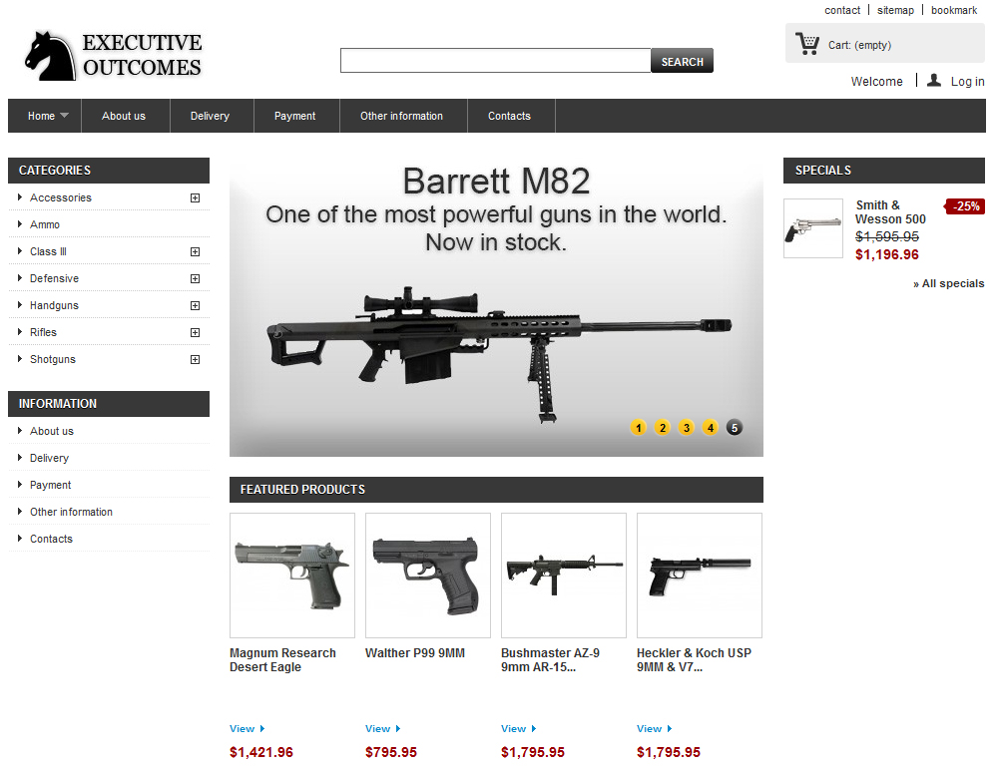 contact
sitemap
bookmark
EXECUTIVE
OUTCOMES
SEARCH
Cart: (empty)
Welcome
Log in
Home
About us
Delivery
Payment
Other information
Contacts
CATEGORIES
Accessories
Ammo
Class III
Defensive
Handguns
Rifles
Shotguns
INFORMATION
About us
Delivery
Payment
Other information
Contacts
Barrett M82
One of the most powerful guns in the world.
Now in stock.
1 2 3 4 5
FEATURED PRODUCTS
Magnum Research
Desert Eagle
View
$1,421.96
Walther P99 9MM
View
$795.95
Bushmaster AZ-9
9mm AR-15...
View
$1,795.95
Heckler & Koch USP
9MM & V7...
View
$1,795.95
SPECIALS
Smith &
Wesson 500
-25%
$1,595.95
$1,196.96
» All specials